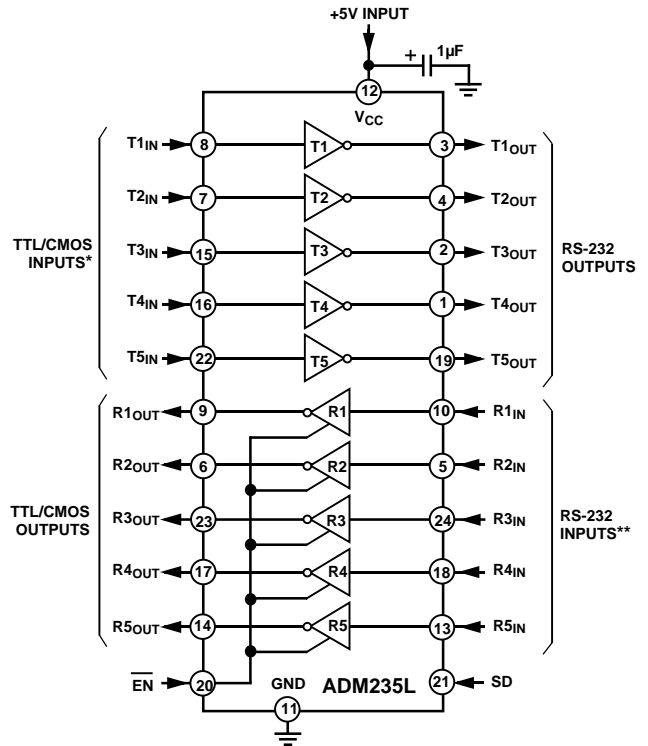 +5V INPUT
+ 1µF
12
VCC
T1IN 8 T1 3 T1OUT
T2IN 7 T2 4 T2OUT
TTL/CMOS
INPUTS*
T3IN 15 T3 2 T3OUT
RS-232
OUTPUTS
T4IN 16 T4 1 T4OUT
T5IN 22 T5 19 T5OUT
R1OUT 9 R1 10 R1IN
R2OUT 6 R2 5 R2IN
TTL/CMOS
OUTPUTS
R3OUT 23 R3 24 R3IN
RS-232
INPUTS**
R4OUT 17 R4 18 R4IN
R5OUT 14 R5 13 R5IN
EN 20 GND ADM235L 21 SD
11